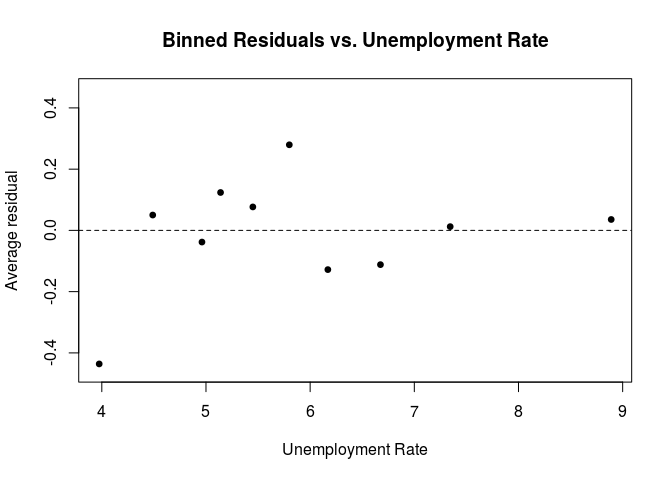 Binned Residuals vs. Unemployment Rate
Average residual
0.4
0.2
0.0
-0.2
-0.4
4 5 6 7 8 9
Unemployment Rate